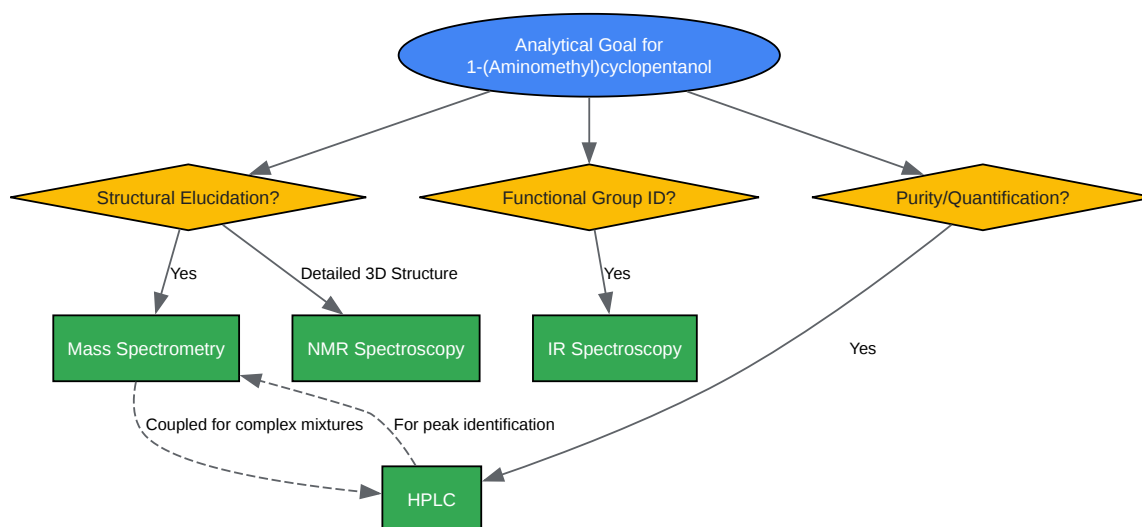 Analytical Goal for
1-(Aminomethyl)cyclopentanol
Structural Elucidation?
Functional Group ID?
Purity/Quantification?
Yes
Detailed 3D Structure
Yes
Mass Spectrometry
NMR Spectroscopy
IR Spectroscopy
Yes
Coupled for complex mixtures
For peak identification
HPLC